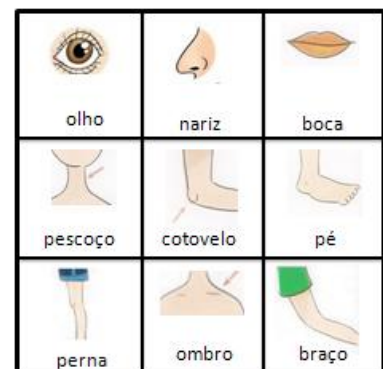 olho
nariz
boca
pescoço
cotovelo
pé
perna
ombro
braço